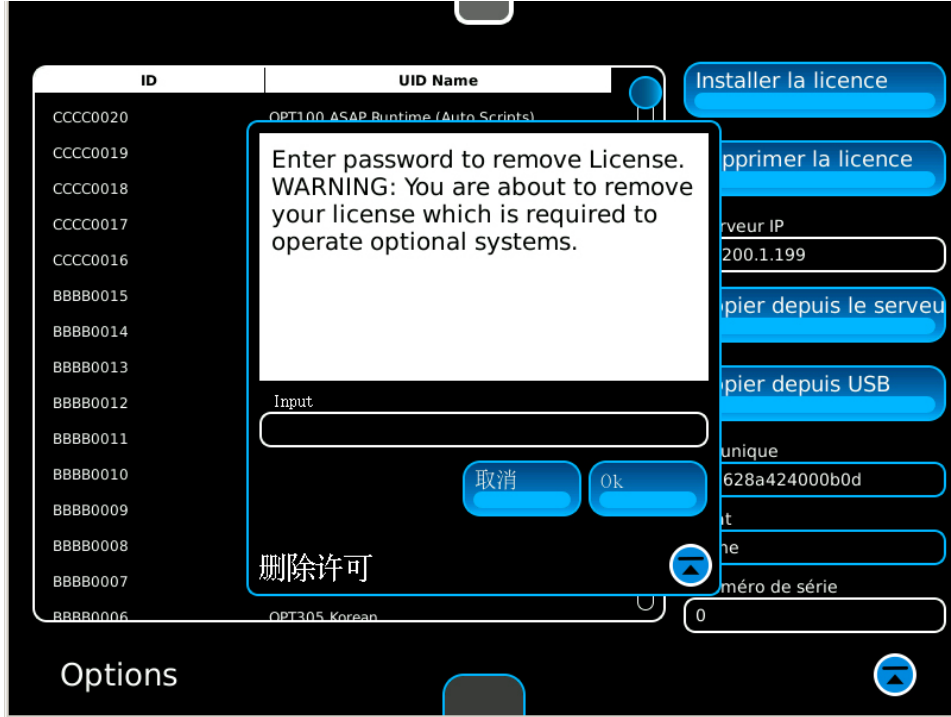 ID UID Name
CCCC0020 OPT100 ASAP Runtime (Auto Scripts)
CCCC0019
CCCC0018
CCCC0017
CCCC0016
BBBB0015
BBBB0014
BBBB0013
BBBB0012
BBBB0011
BBBB0010
BBBB0009
BBBB0008
BBBB0007
BBBB0006 OPT305 Korean
Enter password to remove License.
WARNING: You are about to remove
your license which is required to
operate optional systems.
Input
取消 Ok
删除许可
Installer la licence
pprimer la licence
rveur IP
200.1.199
pier depuis le serveu
pier depuis USB
unique
628a424000b0d
t
ne
méro de série
0
Options